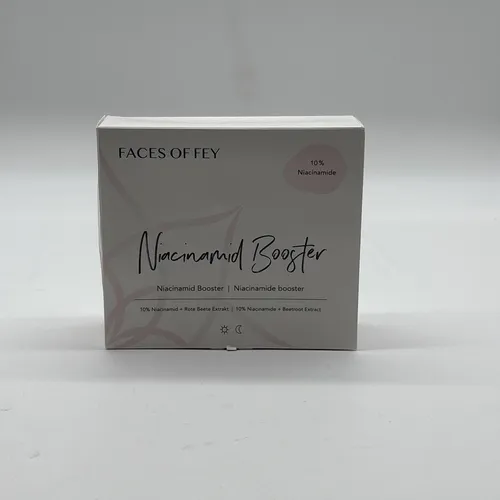 FACES OF FEY
10%
Niacinamide
Niacinamid Booster
Niacinamid Booster | Niacinamide booster
10% Niacinamid + Rote Beete Extrakt | 10% Niacinamide + Beetroot Extract